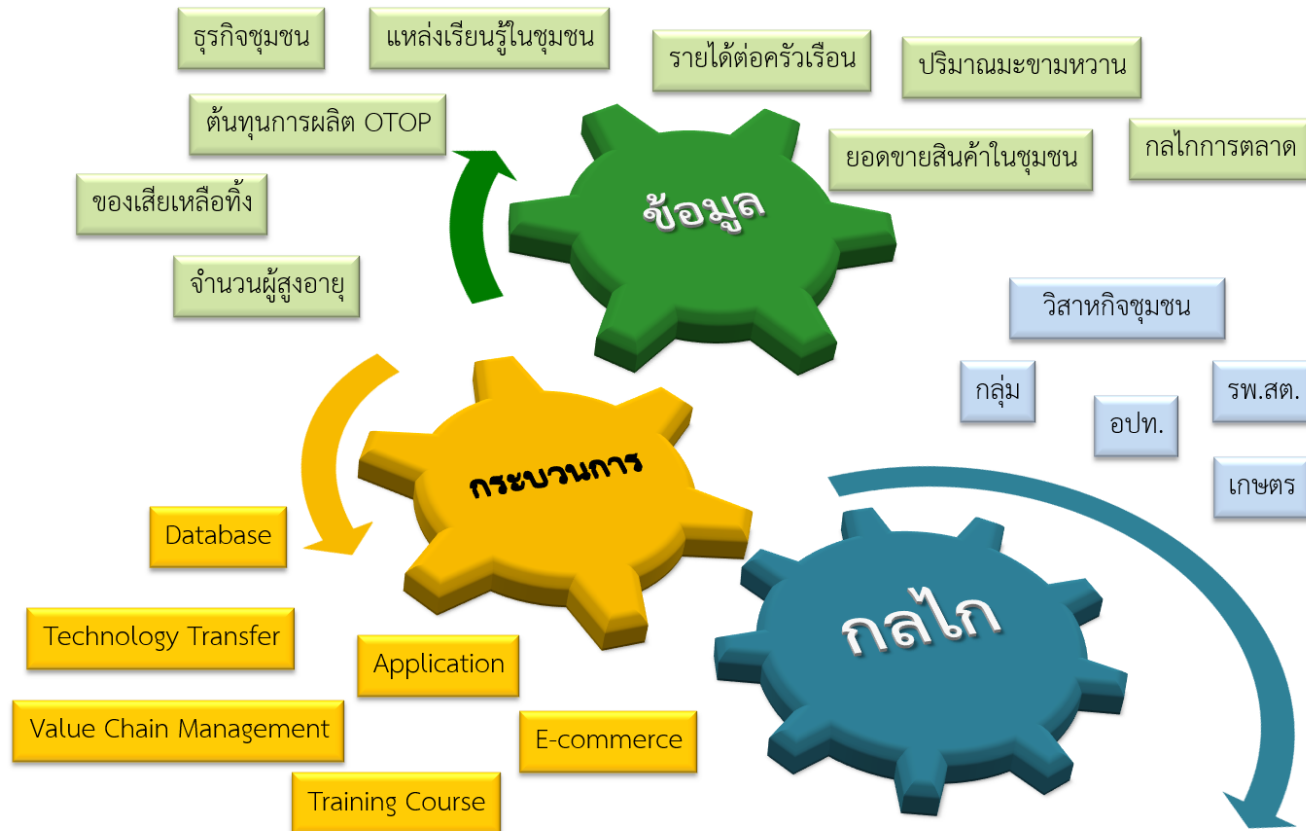 ธุรกิจชุมชน
แหล่งเรียนรู้ในชุมชน
รายได้ต่อครัวเรือน
ปริมาณมะขามหวาน
ต้นทุนการผลิต OTOP
ยอดขายสินค้าในชุมชน
กลไกการตลาด
ของเสียเหลือทิ้ง
ข้อมูล
จำนวนผู้สูงอายุ
วิสาหกิจชุมชน
กลุ่ม
รพ.สต.
อปท.
เกษตร
กระบวนการ
Database
กลไก
Technology Transfer
Application
Value Chain Management
E-commerce
Training Course